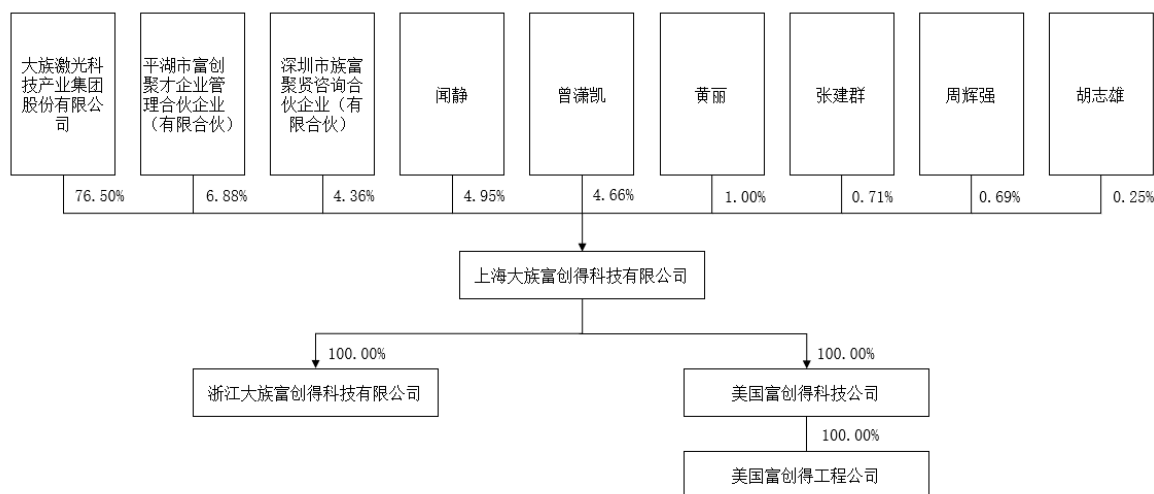 大族激光科
技产业集团
股份有限公
司
平湖市富创
聚才企业管
理合伙企业
（有限合伙）
深圳市族富
聚贤咨询合
伙企业（有
限合伙）
闻静
曾潇凯
黄丽
张建群
周辉强
胡志雄
76.50%
6.88%
4.36%
4.95%
4.66%
1.00%
0.71%
0.69%
0.25%
上海大族富创得科技有限公司
100.00%
100.00%
浙江大族富创得科技有限公司
美国富创得科技公司
100.00%
美国富创得工程公司